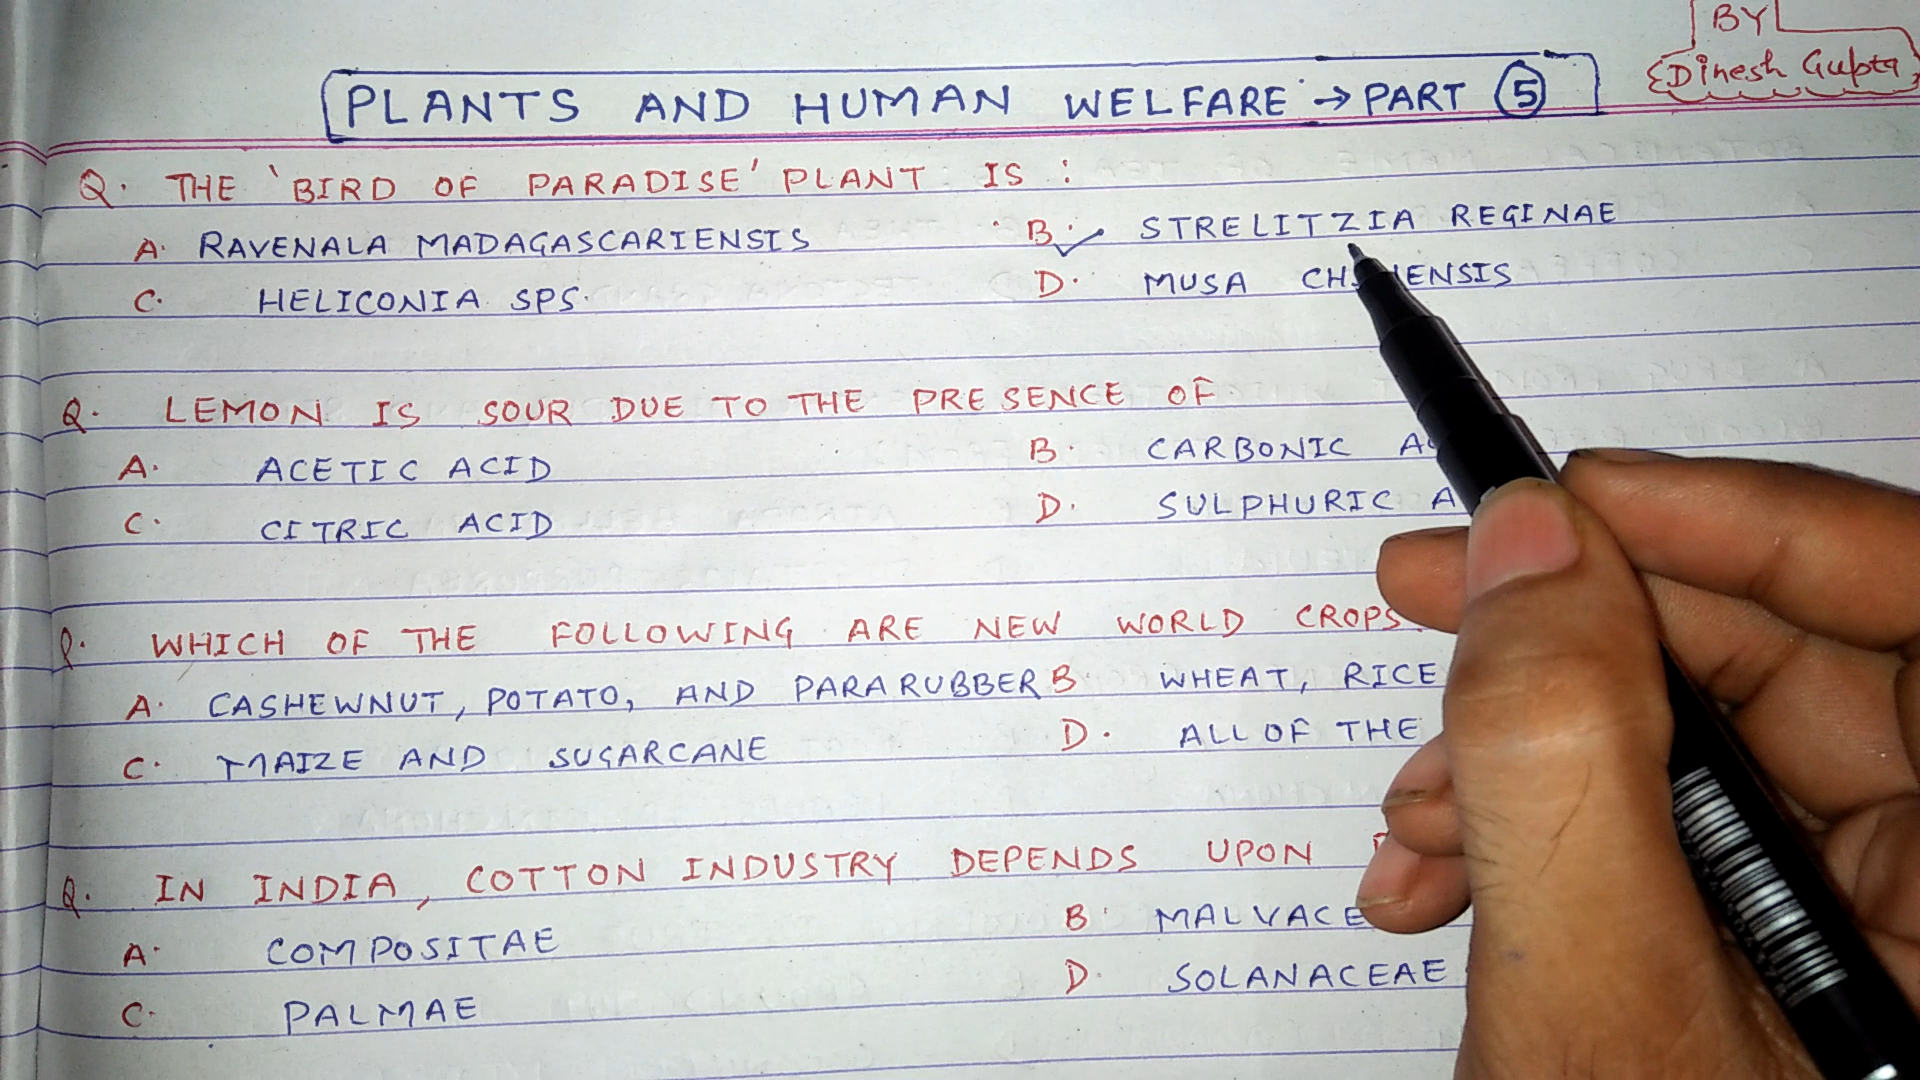 BY
Dinesh Gupta
PLANTS AND HUMAN WELFARE → PART 5
Q. THE 'BIRD OF PARADISE' PLANT IS :
A. RAVENALA MADAGASCARIENSIS B. STRELITZIA REGINAE
C. HELICONIA SPS. D. MUSA
Q. LEMON IS SOUR DUE TO THE PRESENCE OF
A. ACETIC ACID B. CARBONIC
C. CITRIC ACID D. SULPHURIC
Q. WHICH OF THE FOLLOWING ARE NEW WORLD CROPS
A. CASHEWNUT, POTATO, AND PARARUBBER B. WHEAT, RICE
C. MAIZE AND SUGARCANE D. ALL OF THE
Q. IN INDIA, COTTON INDUSTRY DEPENDS UPON
A. COMPOSITAE B. MALVACE
C. PALMAE D. SOLANACEAE